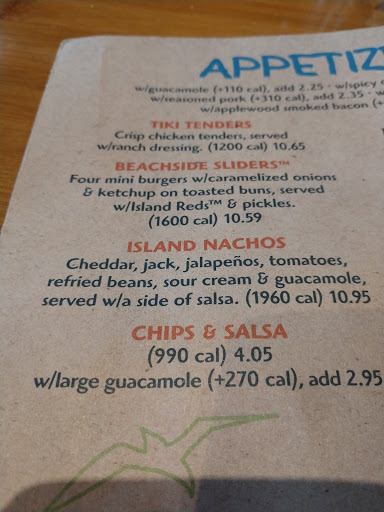 APPETIZ
w/guacamole (+110 cal), add 2.25 · w/spicy
w/seasoned pork (+310 cal), add 2.35 · w
w/applewood smoked bacon (+
TIKI TENDERS
Crisp chicken tenders, served
w/ranch dressing. (1200 cal) 10.65
BEACHSIDE SLIDERS™
Four mini burgers w/caramelized onions
& ketchup on toasted buns, served
w/Island Reds™ & pickles.
(1600 cal) 10.59
ISLAND NACHOS
Cheddar, jack, jalapeños, tomatoes,
refried beans, sour cream & guacamole,
served w/a side of salsa. (1960 cal) 10.95
CHIPS & SALSA
(990 cal) 4.05
w/large guacamole (+270 cal), add 2.95